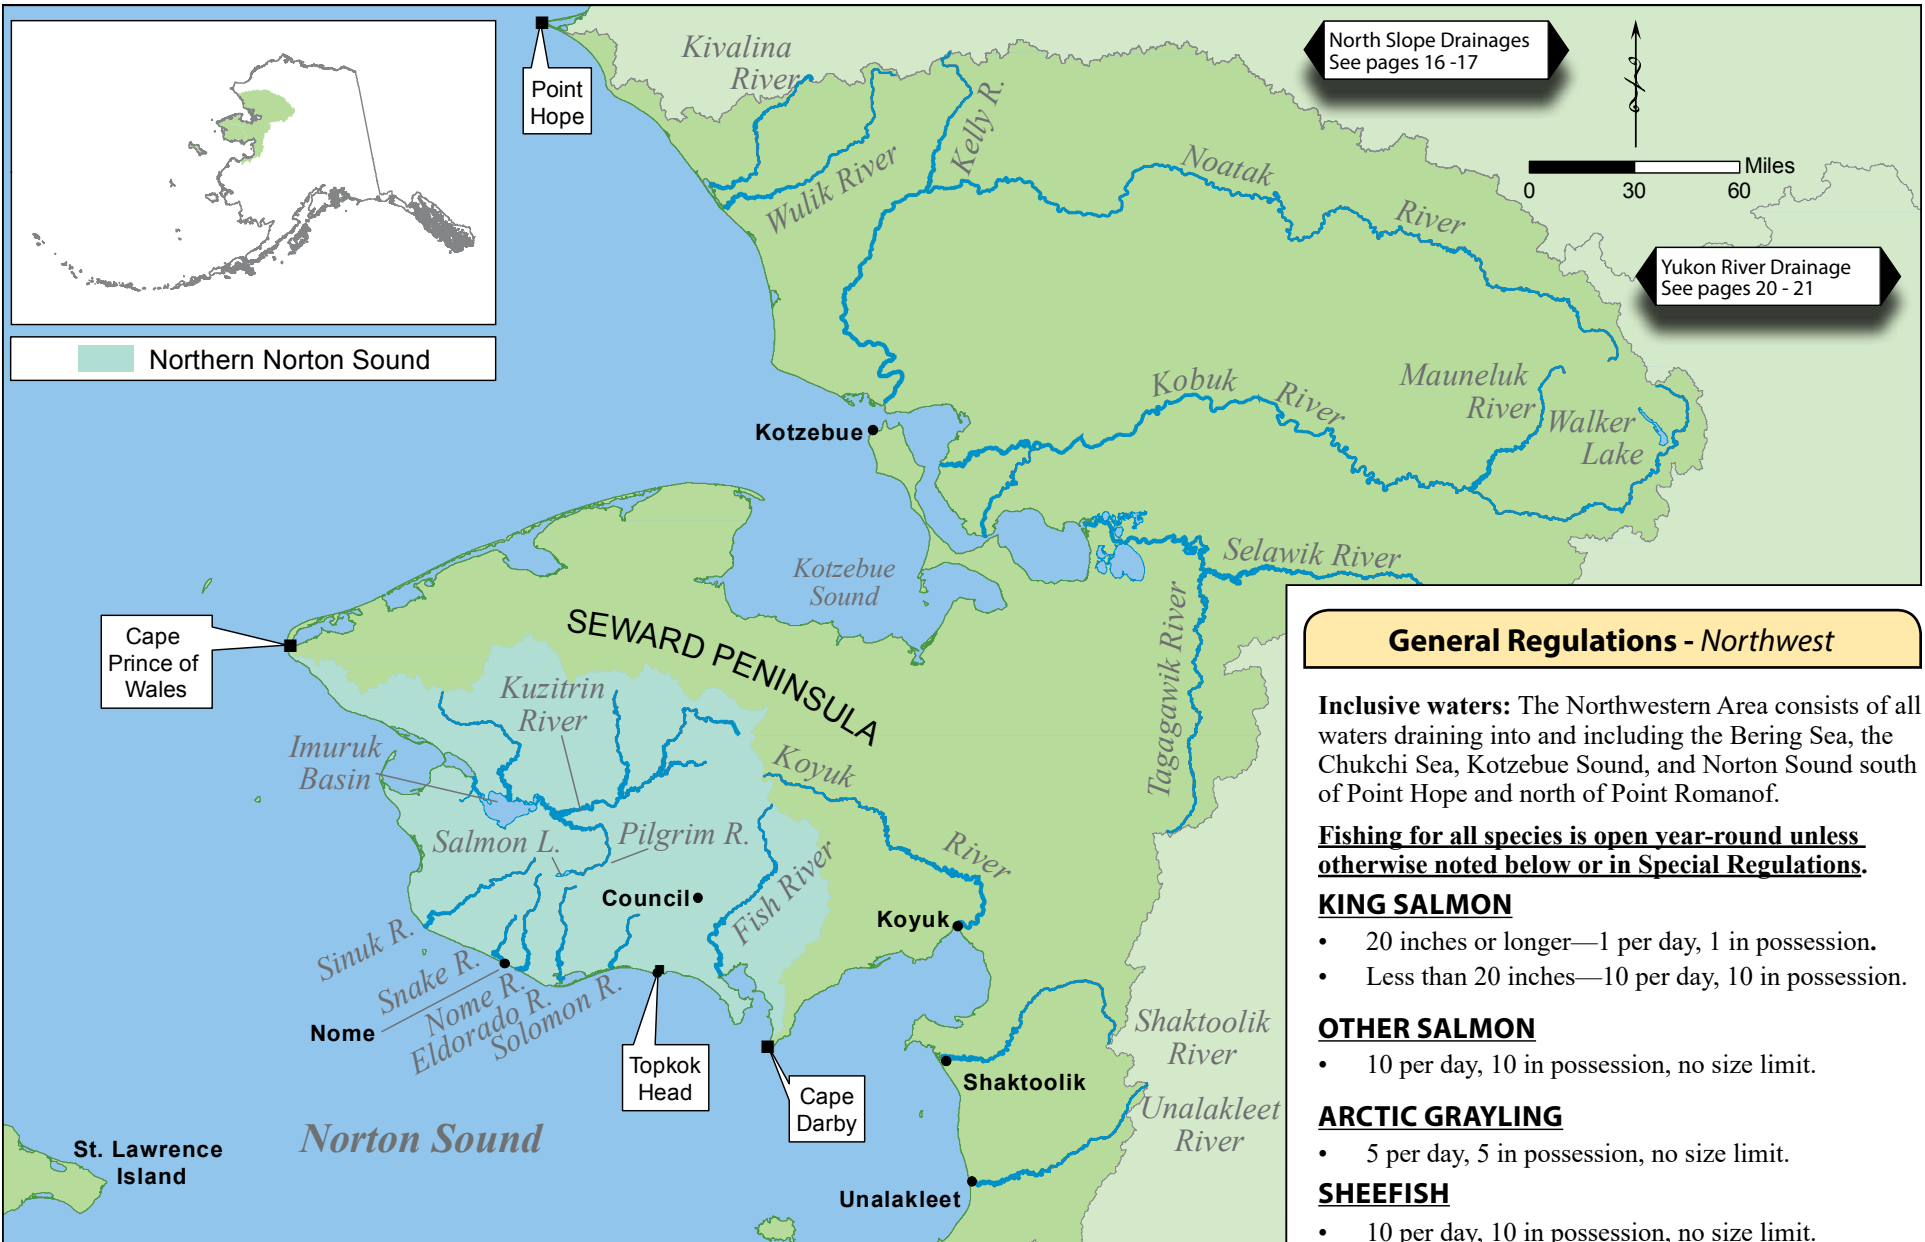 Point
Hope
Kivalina
River
Wulik River
Kelly R.
Noatak
River
North Slope Drainages
See pages 16 -17
Miles
0 30 60
Yukon River Drainage
See pages 20 - 21
Northern Norton Sound
Kotzebue
Kobuk
River
Mauneluk
River
Walker
Lake
Selawik River
Kotzebue
Sound
Tagagawik River
Cape
Prince of
Wales
SEWARD PENINSULA
Kuzitrin
River
Imuruk
Basin
Koyuk
River
Salmon L.
Pilgrim R.
Council
Fish River
Koyuk
Sinuk R.
Snake R.
Nome
Nome R.
Eldorado R.
Solomon R.
Topkok
Head
Cape
Darby
Shaktoolik
Shaktoolik
River
Unalakleet
River
Unalakleet
Norton Sound
St. Lawrence
Island
General Regulations - Northwest
Inclusive waters: The Northwestern Area consists of all
waters draining into and including the Bering Sea, the
Chukchi Sea, Kotzebue Sound, and Norton Sound south
of Point Hope and north of Point Romanof.
Fishing for all species is open year-round unless
otherwise noted below or in Special Regulations.
KING SALMON
• 20 inches or longer—1 per day, 1 in possession.
• Less than 20 inches—10 per day, 10 in possession.
OTHER SALMON
• 10 per day, 10 in possession, no size limit.
ARCTIC GRAYLING
• 5 per day, 5 in possession, no size limit.
SHEEFISH
• 10 per day, 10 in possession, no size limit.